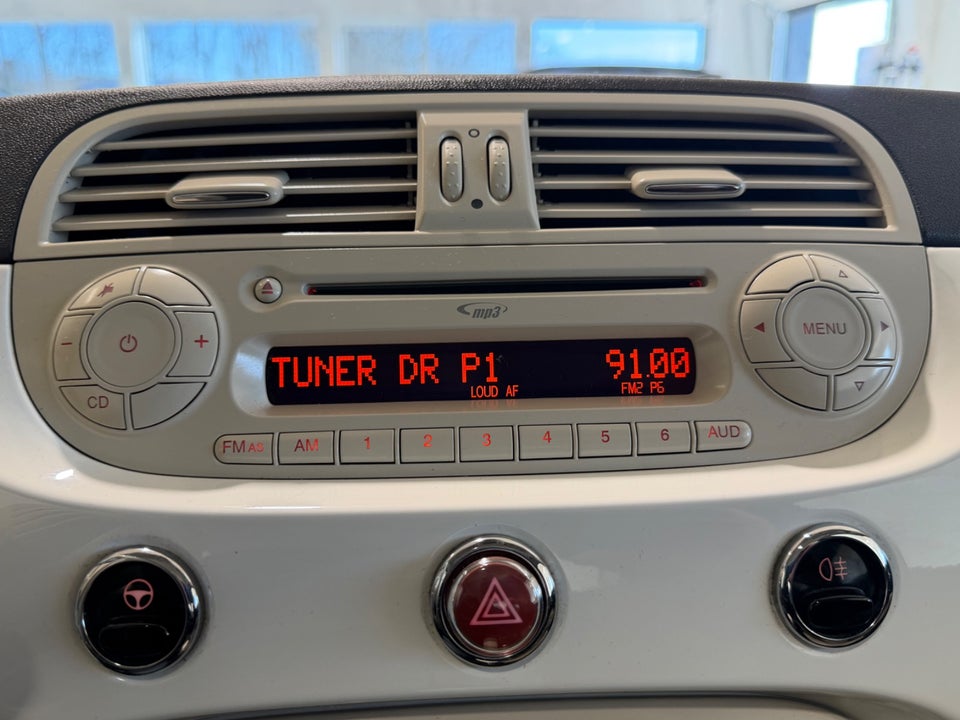 mp3
MENU
TUNER DR P1 91.00
LOUD AF FM2 P6
CD
FM AS AM 1 2 3 4 5 6 AUD